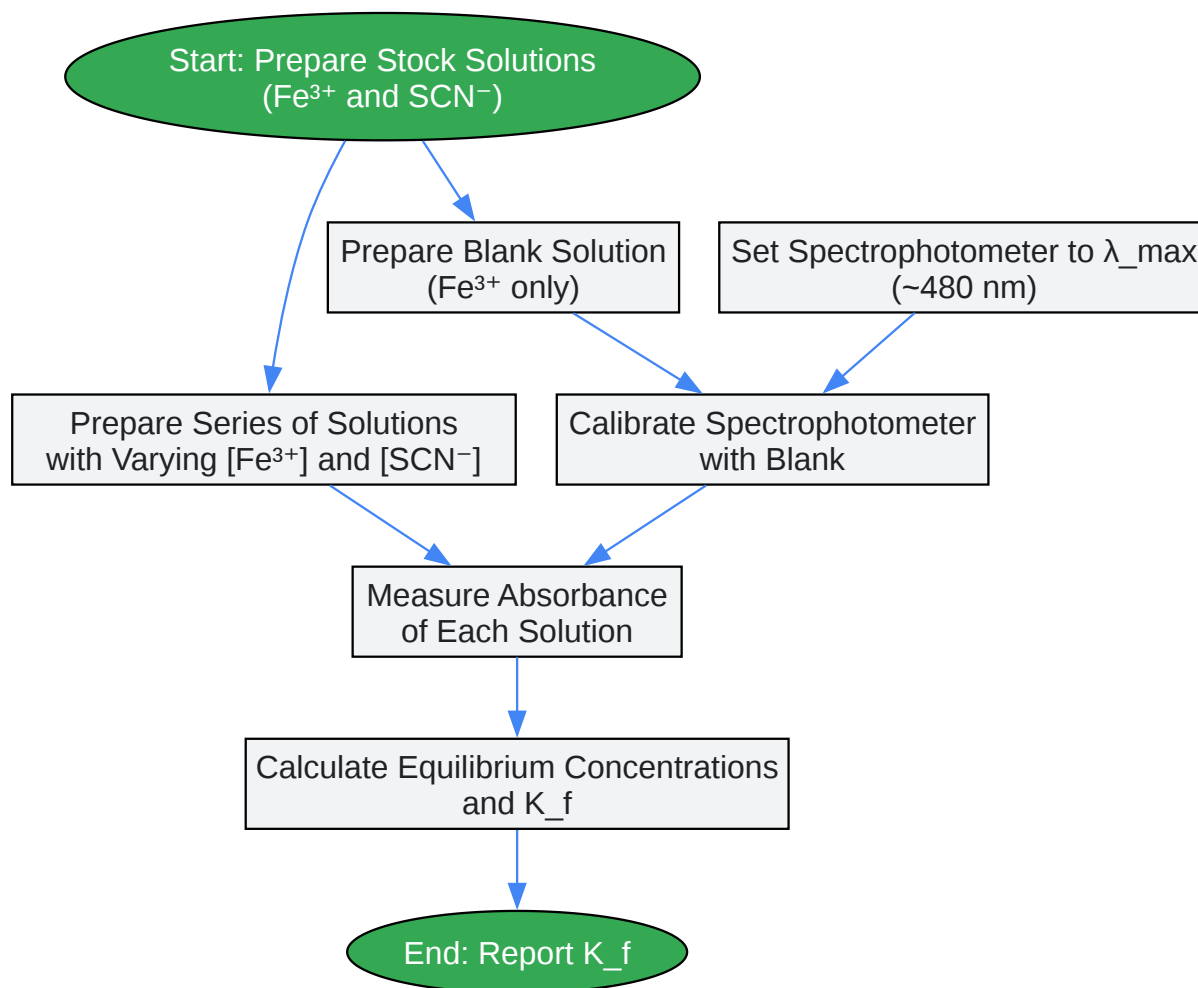 Start: Prepare Stock Solutions
(Fe³⁺ and SCN⁻)
Prepare Blank Solution
(Fe³⁺ only)
Set Spectrophotometer to λ_max
(~480 nm)
Prepare Series of Solutions
with Varying [Fe³⁺] and [SCN⁻]
Calibrate Spectrophotometer
with Blank
Measure Absorbance
of Each Solution
Calculate Equilibrium Concentrations
and K_f
End: Report K_f